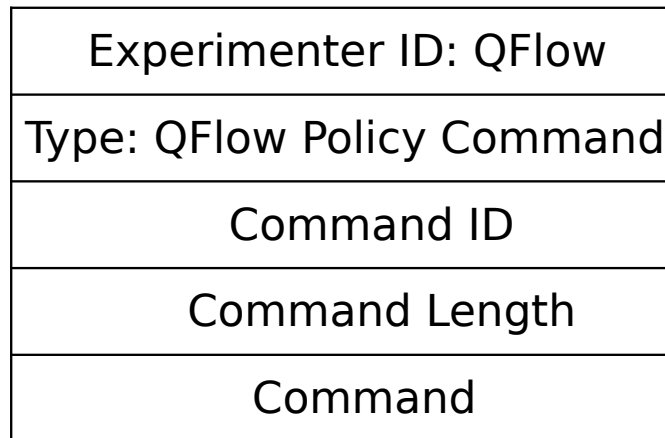 Experimenter ID: QFlow
Type: QFlow Policy Command
Command ID
Command Length
Command